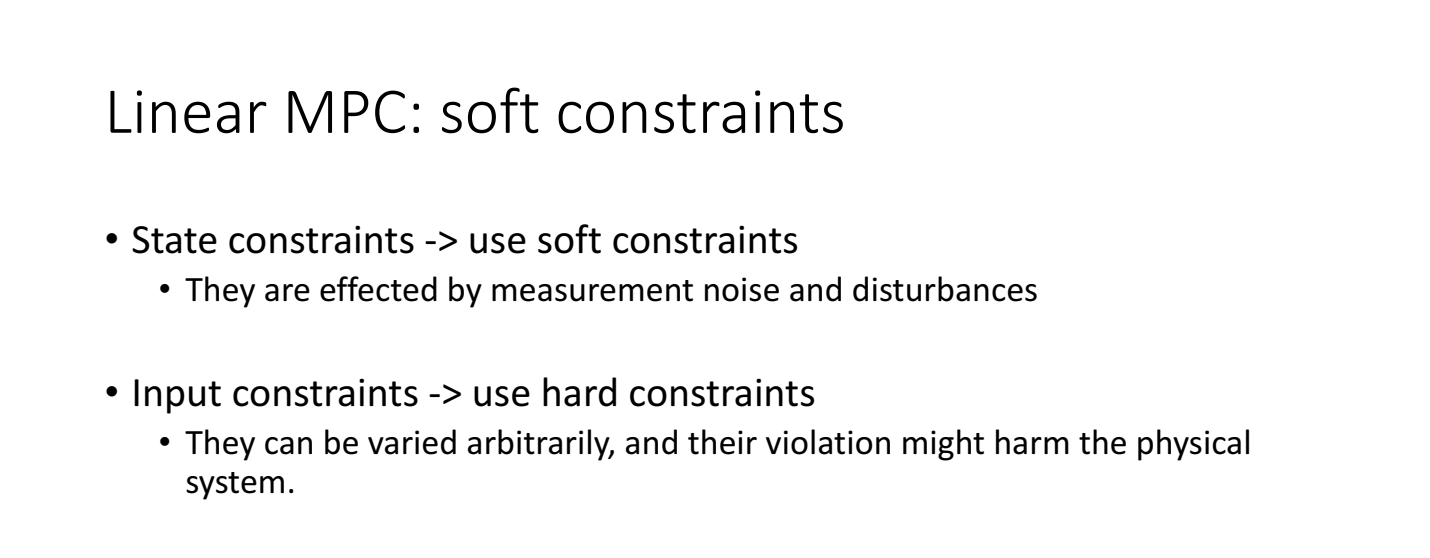 Linear MPC: soft constraints
• State constraints -> use soft constraints
• They are effected by measurement noise and disturbances
• Input constraints -> use hard constraints
• They can be varied arbitrarily, and their violation might harm the physical
system.